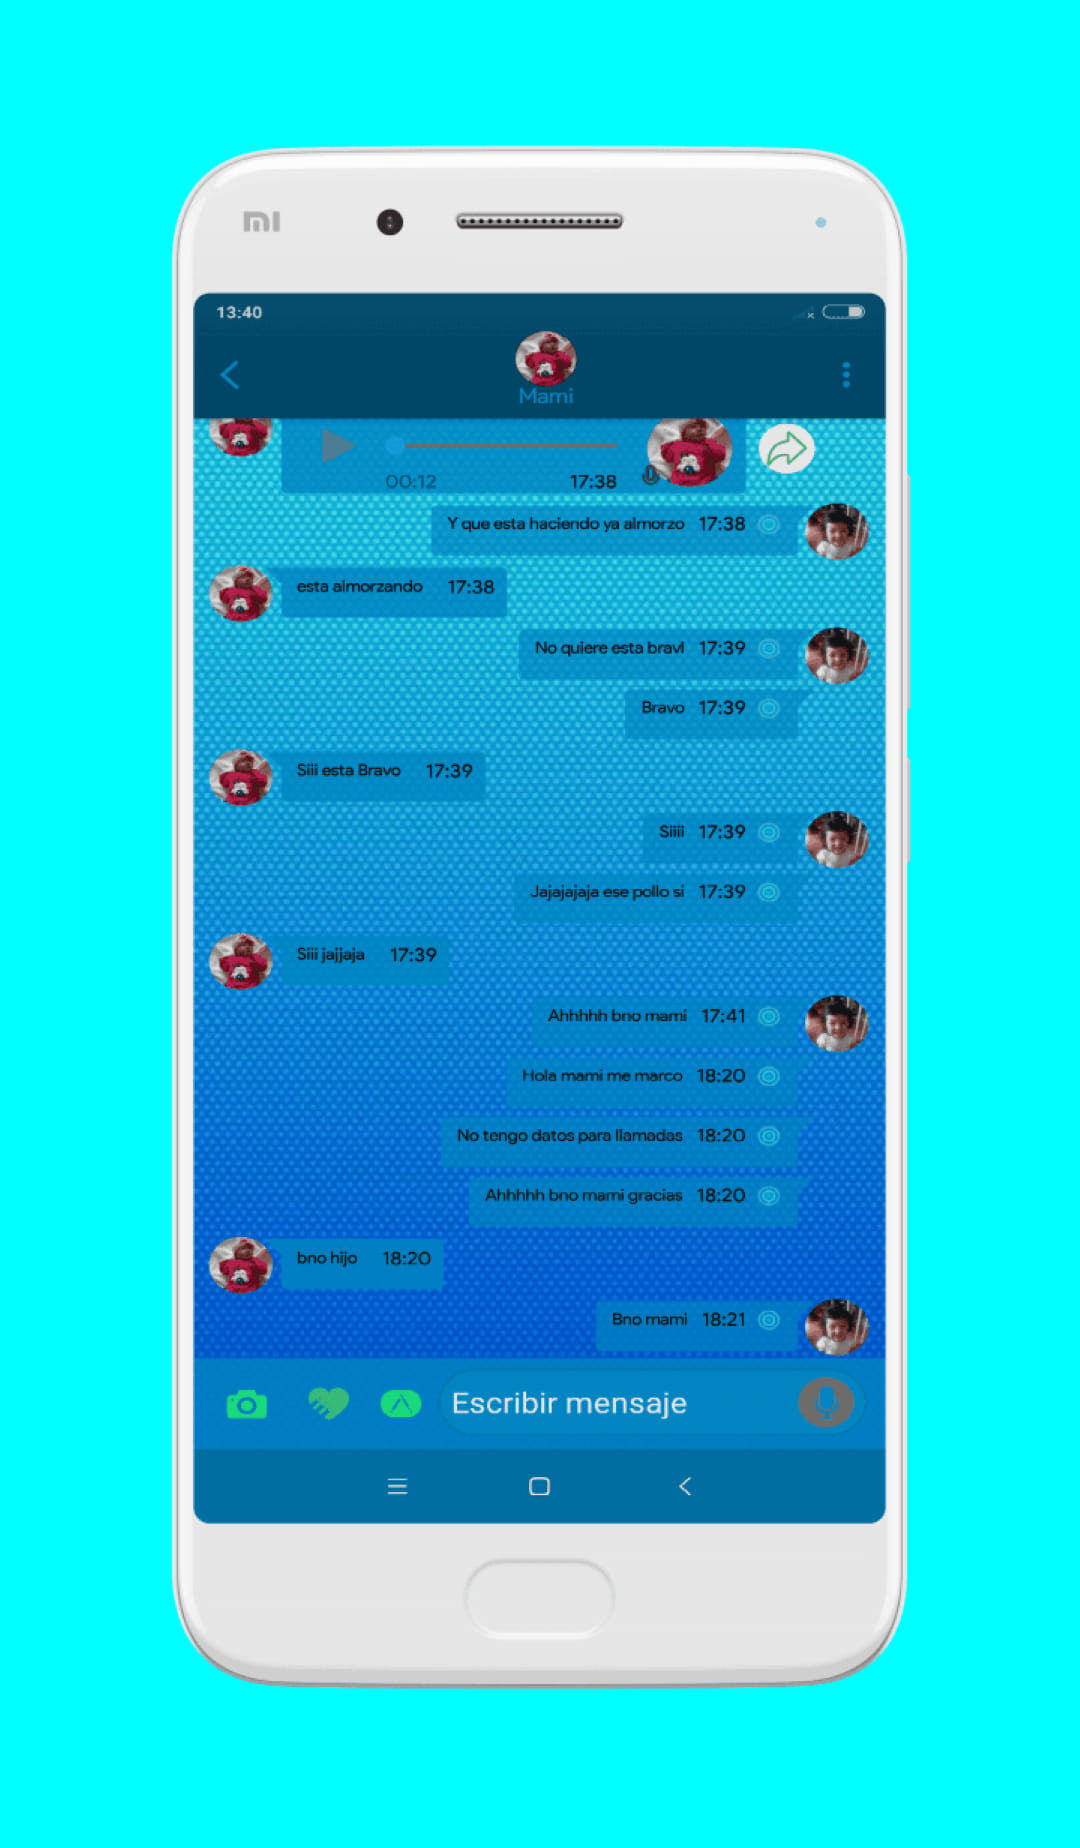 mi
13:40
Mami
00:12 17:38
Y que esta haciendo ya almorzo 17:38
esta almorzando 17:38
No quiere esta bravl 17:39
Bravo 17:39
Siii esta Bravo 17:39
Siiii 17:39
Jajajajaja ese pollo si 17:39
Siii jajjaja 17:39
Ahhhhh bno mami 17:41
Hola mami me marco 18:20
No tengo datos para llamadas 18:20
Ahhhhh bno mami gracias 18:20
bno hijo 18:20
Bno mami 18:21
Escribir mensaje